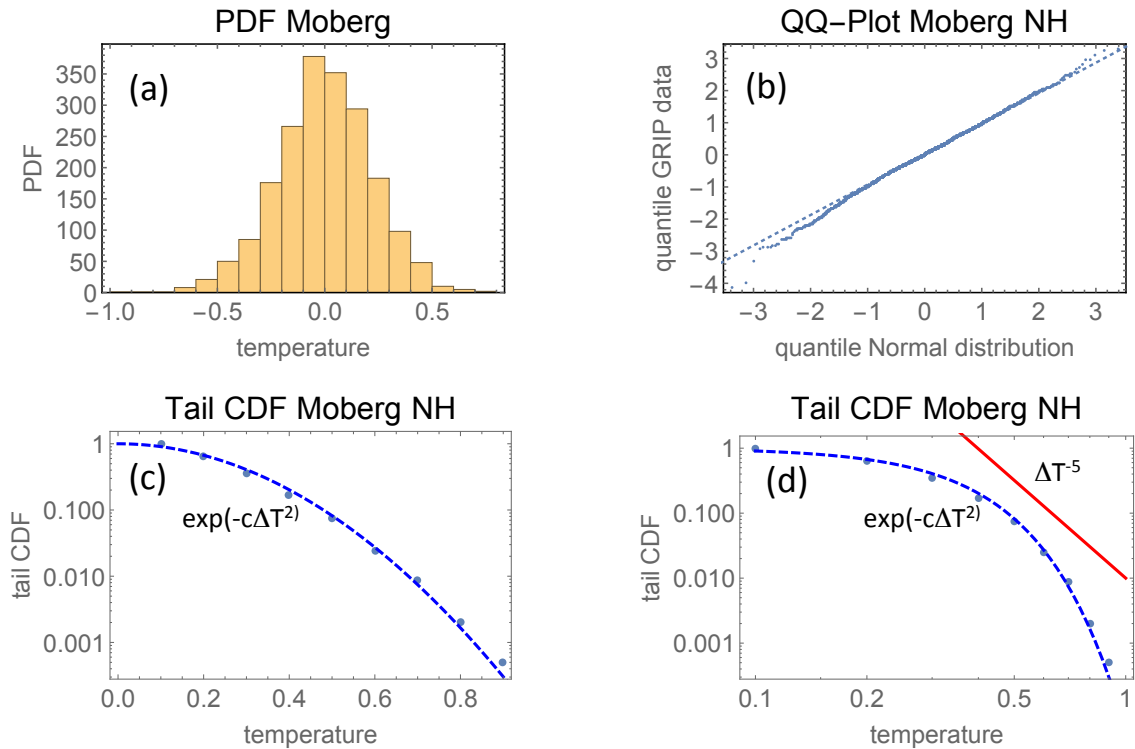 PDF Moberg
(a)
PDF
350
300
250
200
150
100
50
0
−1.0 −0.5 0.0 0.5
temperature
QQ−Plot Moberg NH
(b)
quantile GRIP data
3
2
1
0
−1
−2
−3
−4
−3 −2 −1 0 1 2 3
quantile Normal distribution
Tail CDF Moberg NH
(c)
exp(-cΔT²⁾
tail CDF
1
0.100
0.010
0.001
0.0 0.2 0.4 0.6 0.8
temperature
Tail CDF Moberg NH
(d)
ΔT⁻⁵
exp(-cΔT²⁾
tail CDF
1
0.100
0.010
0.001
0.1 0.2 0.5 1
temperature